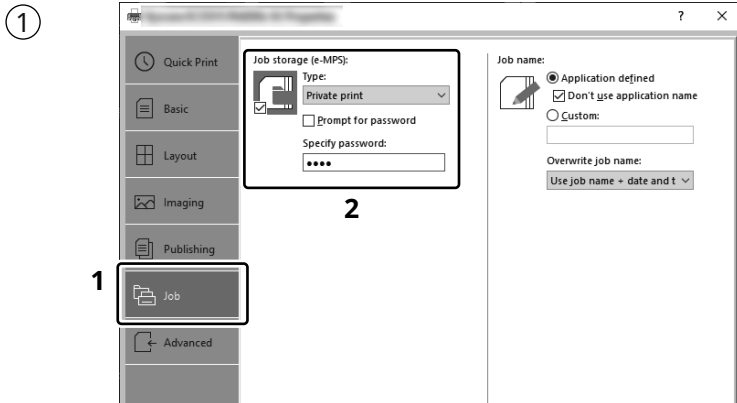 1
? ×
Quick Print
Basic
Layout
Imaging
Publishing
1
Job
Advanced
Job storage (e-MPS):
Type:
Private print
Prompt for password
Specify password:
••••
2
Job name:
Application defined
Don't use application name
Custom:
Overwrite job name:
Use job name + date and t